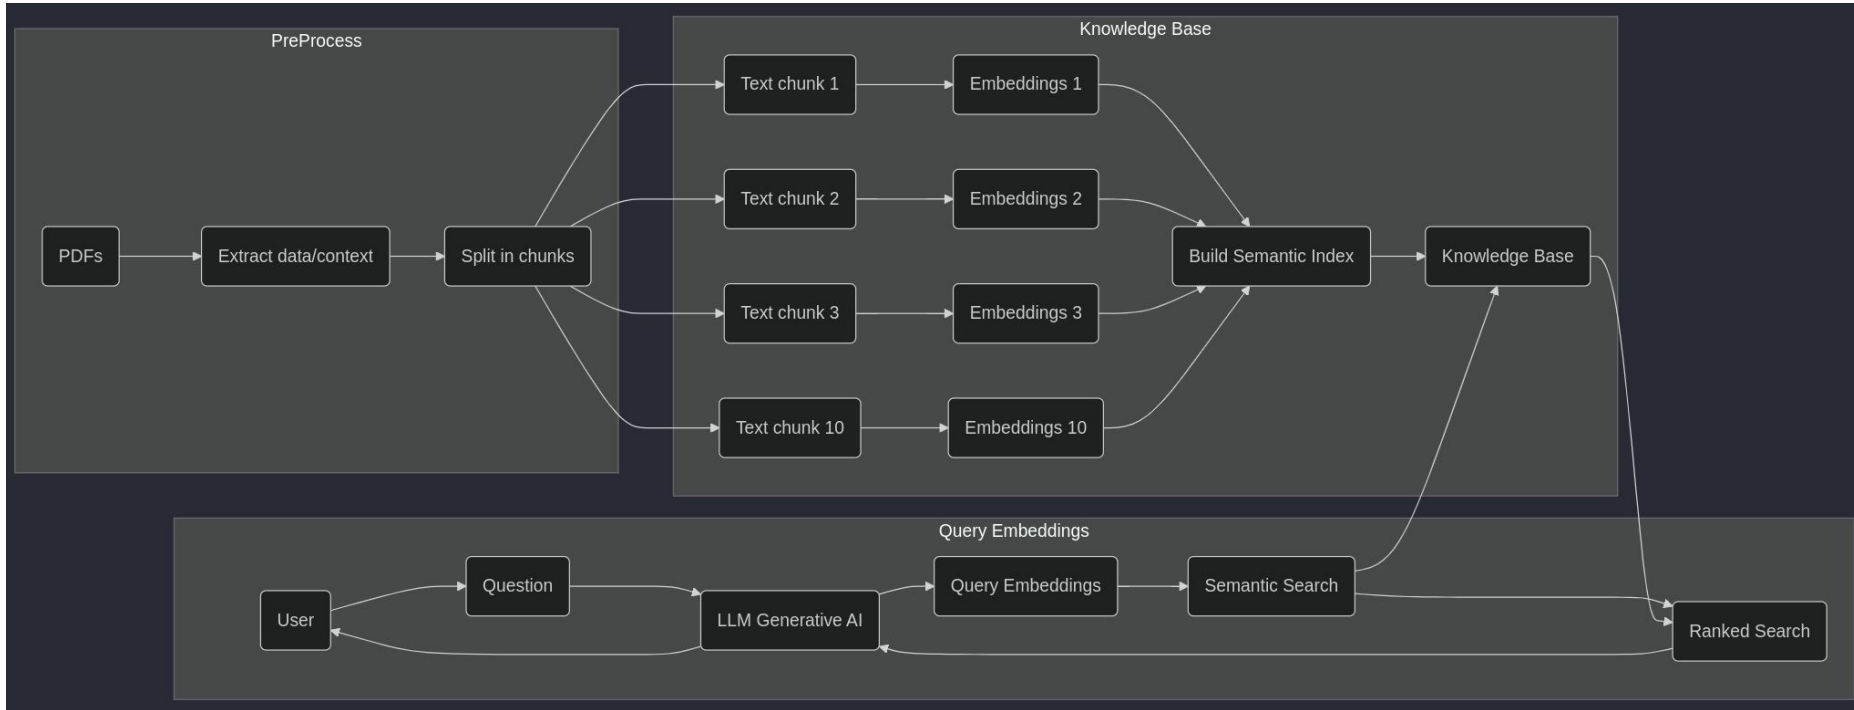 PreProcess
Knowledge Base
Text chunk 1
Embeddings 1
Text chunk 2
Embeddings 2
PDFs
Extract data/context
Split in chunks
Build Semantic Index
Knowledge Base
Text chunk 3
Embeddings 3
Text chunk 10
Embeddings 10
Query Embeddings
User
Question
LLM Generative AI
Query Embeddings
Semantic Search
Ranked Search